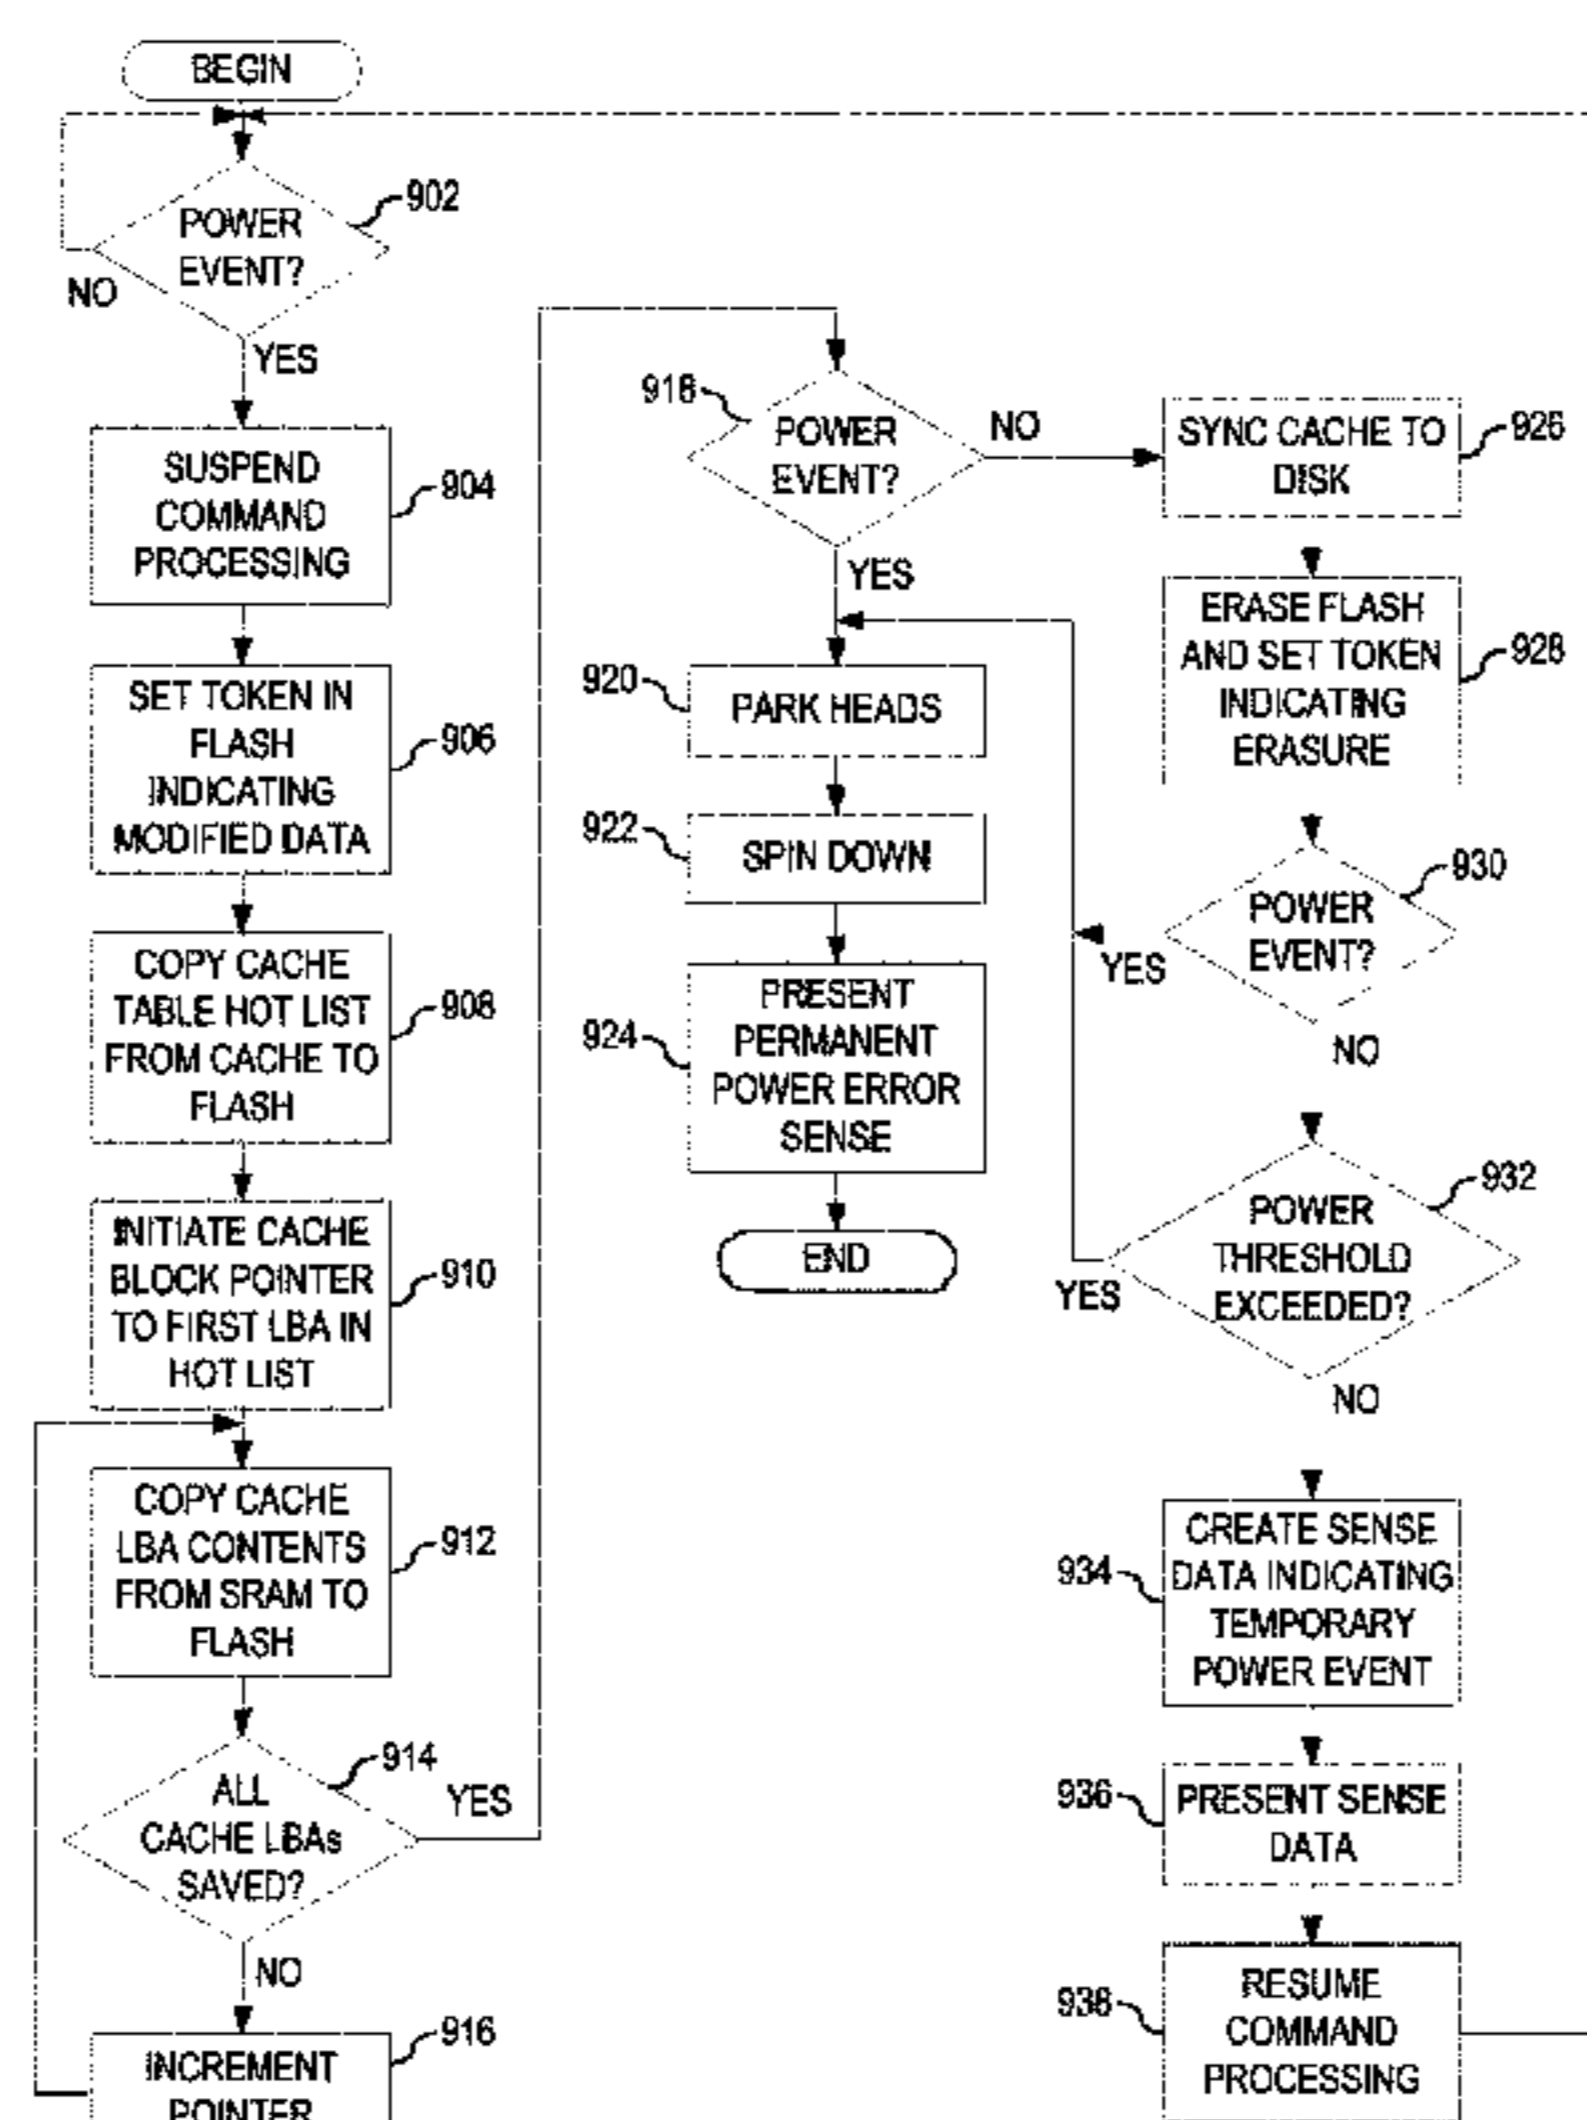 BEGIN
POWER
EVENT?
902
NO
YES
SUSPEND
COMMAND
PROCESSING
904
SET TOKEN IN
FLASH
INDICATING
MODIFIED DATA
906
COPY CACHE
TABLE HOT LIST
FROM CACHE TO
FLASH
908
INITIATE CACHE
BLOCK POINTER
TO FIRST LBA IN
HOT LIST
910
COPY CACHE
LBA CONTENTS
FROM SRAM TO
FLASH
912
ALL
CACHE LBAs
SAVED?
914
YES
NO
INCREMENT
POINTER
916
918
POWER
EVENT?
NO
YES
920
PARK HEADS
922
SPIN DOWN
924
PRESENT
PERMANENT
POWER ERROR
SENSE
END
SYNC CACHE TO
DISK
926
ERASE FLASH
AND SET TOKEN
INDICATING
ERASURE
928
POWER
EVENT?
930
YES
NO
POWER
THRESHOLD
EXCEEDED?
932
YES
NO
934
CREATE SENSE
DATA INDICATING
TEMPORARY
POWER EVENT
936
PRESENT SENSE
DATA
938
RESUME
COMMAND
PROCESSING